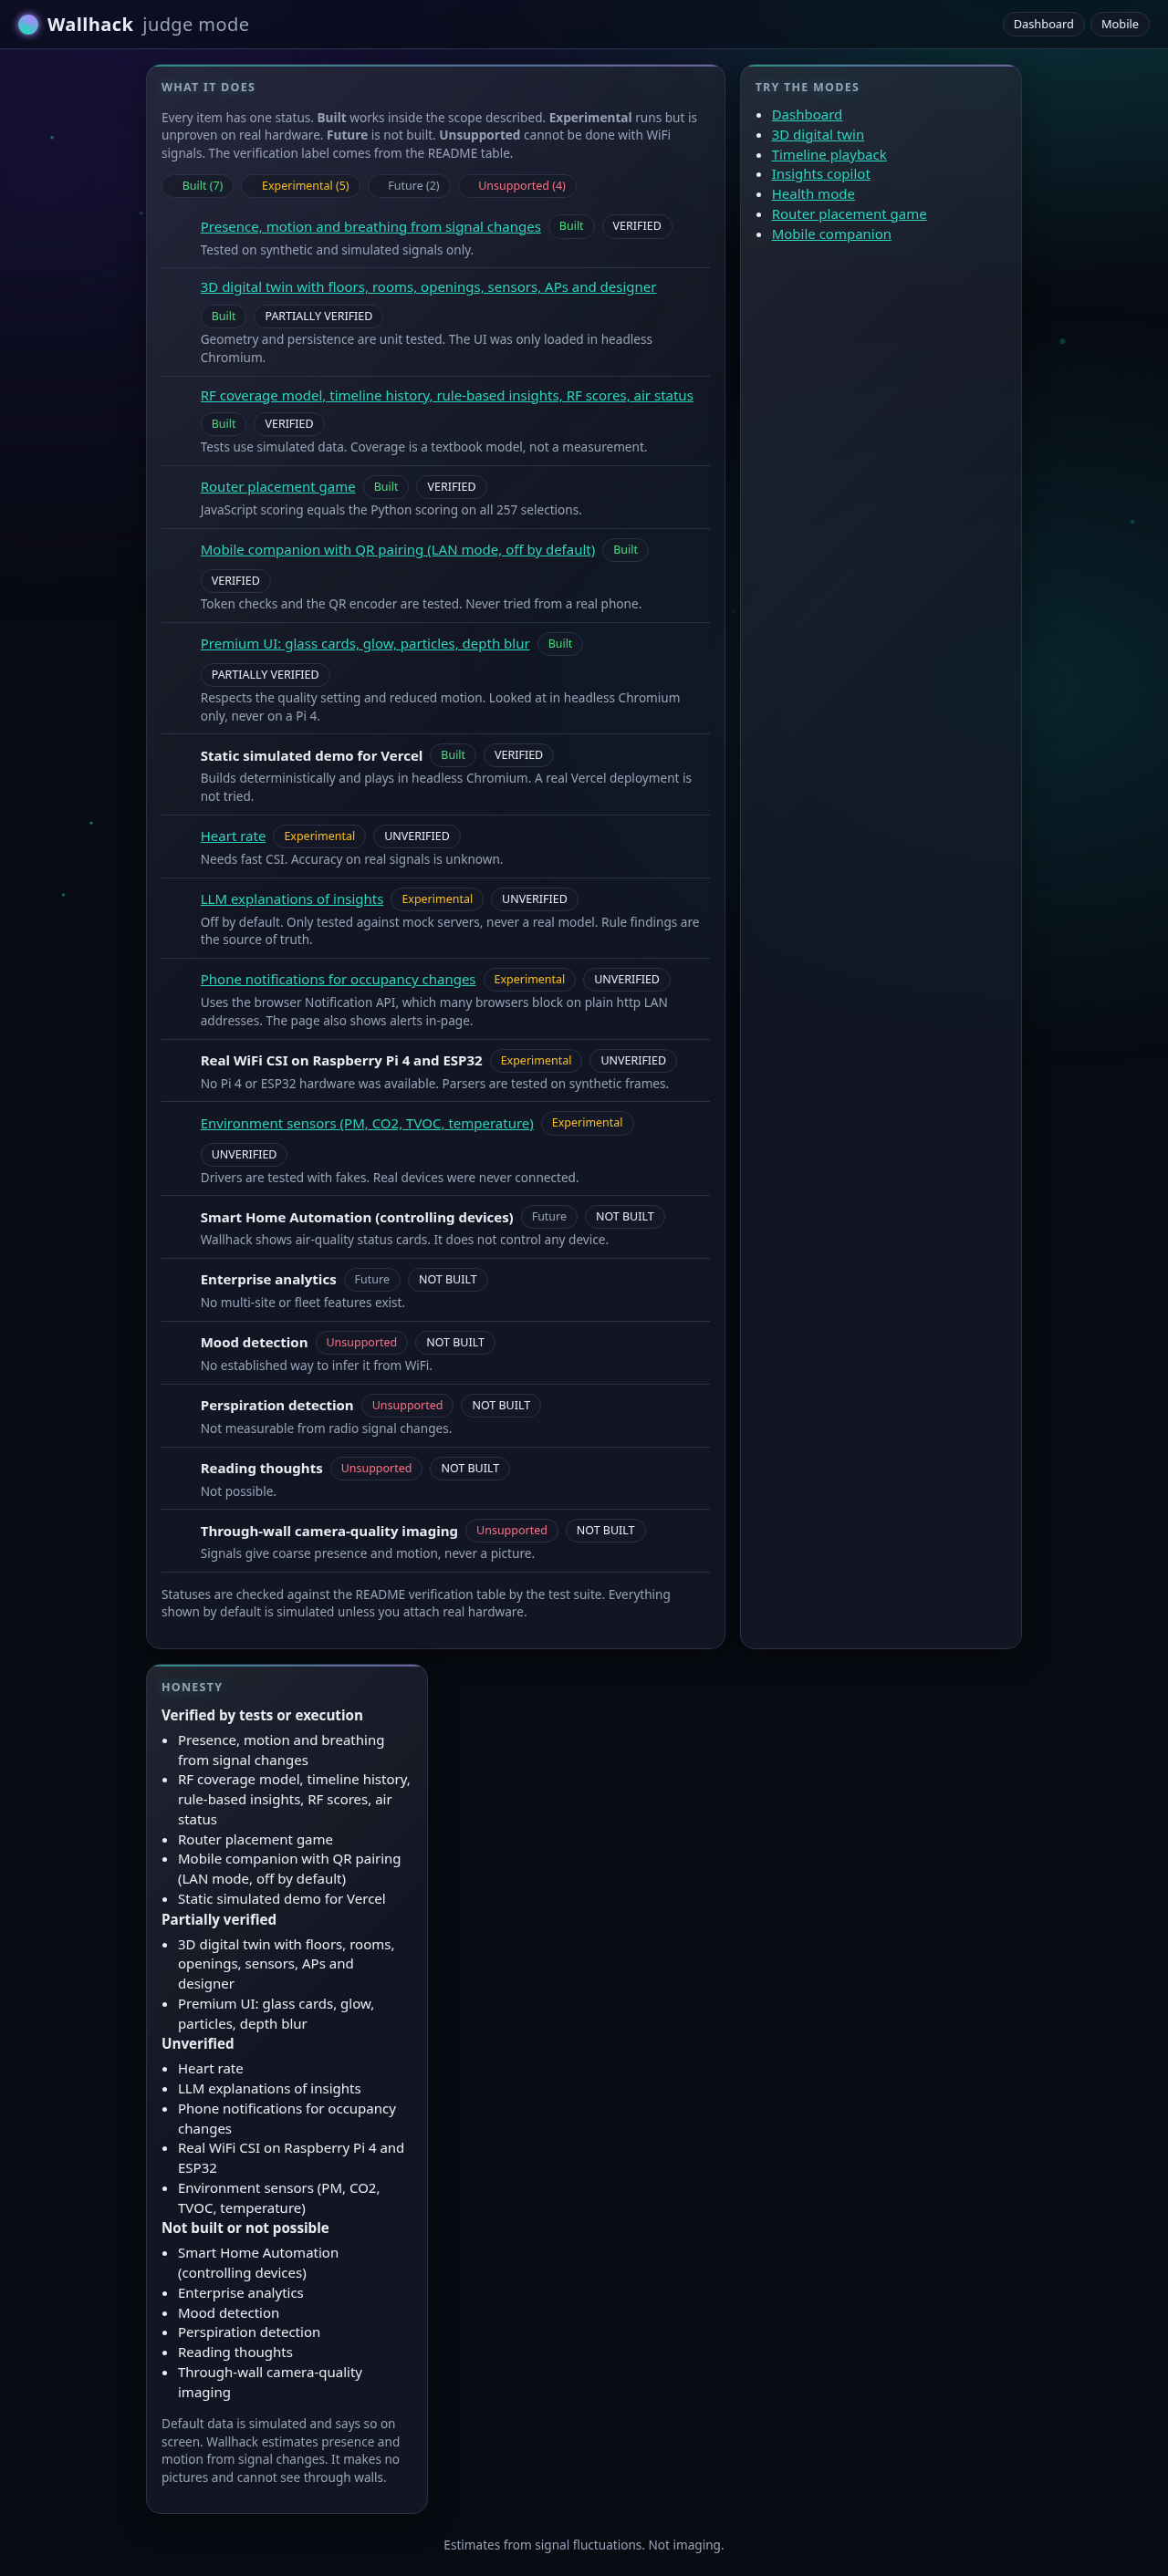 Wallhack judge mode
Dashboard
Mobile
WHAT IT DOES
Every item has one status. Built works inside the scope described. Experimental runs but is
unproven on real hardware. Future is not built. Unsupported cannot be done with WiFi
signals. The verification label comes from the README table.
Built (7)
Experimental (5)
Future (2)
Unsupported (4)
Presence, motion and breathing from signal changes Built VERIFIED
Tested on synthetic and simulated signals only.
3D digital twin with floors, rooms, openings, sensors, APs and designer
Built PARTIALLY VERIFIED
Geometry and persistence are unit tested. The UI was only loaded in headless
Chromium.
RF coverage model, timeline history, rule-based insights, RF scores, air status
Built VERIFIED
Tests use simulated data. Coverage is a textbook model, not a measurement.
Router placement game Built VERIFIED
JavaScript scoring equals the Python scoring on all 257 selections.
Mobile companion with QR pairing (LAN mode, off by default) Built
VERIFIED
Token checks and the QR encoder are tested. Never tried from a real phone.
Premium UI: glass cards, glow, particles, depth blur Built
PARTIALLY VERIFIED
Respects the quality setting and reduced motion. Looked at in headless Chromium
only, never on a Pi 4.
Static simulated demo for Vercel Built VERIFIED
Builds deterministically and plays in headless Chromium. A real Vercel deployment is
not tried.
Heart rate Experimental UNVERIFIED
Needs fast CSI. Accuracy on real signals is unknown.
LLM explanations of insights Experimental UNVERIFIED
Off by default. Only tested against mock servers, never a real model. Rule findings are
the source of truth.
Phone notifications for occupancy changes Experimental UNVERIFIED
Uses the browser Notification API, which many browsers block on plain http LAN
addresses. The page also shows alerts in-page.
Real WiFi CSI on Raspberry Pi 4 and ESP32 Experimental UNVERIFIED
No Pi 4 or ESP32 hardware was available. Parsers are tested on synthetic frames.
Environment sensors (PM, CO2, TVOC, temperature) Experimental
UNVERIFIED
Drivers are tested with fakes. Real devices were never connected.
Smart Home Automation (controlling devices) Future NOT BUILT
Wallhack shows air-quality status cards. It does not control any device.
Enterprise analytics Future NOT BUILT
No multi-site or fleet features exist.
Mood detection Unsupported NOT BUILT
No established way to infer it from WiFi.
Perspiration detection Unsupported NOT BUILT
Not measurable from radio signal changes.
Reading thoughts Unsupported NOT BUILT
Not possible.
Through-wall camera-quality imaging Unsupported NOT BUILT
Signals give coarse presence and motion, never a picture.
Statuses are checked against the README verification table by the test suite. Everything
shown by default is simulated unless you attach real hardware.
TRY THE MODES
Dashboard
3D digital twin
Timeline playback
Insights copilot
Health mode
Router placement game
Mobile companion
HONESTY
Verified by tests or execution
Presence, motion and breathing
from signal changes
RF coverage model, timeline history,
rule-based insights, RF scores, air
status
Router placement game
Mobile companion with QR pairing
(LAN mode, off by default)
Static simulated demo for Vercel
Partially verified
3D digital twin with floors, rooms,
openings, sensors, APs and
designer
Premium UI: glass cards, glow,
particles, depth blur
Unverified
Heart rate
LLM explanations of insights
Phone notifications for occupancy
changes
Real WiFi CSI on Raspberry Pi 4 and
ESP32
Environment sensors (PM, CO2,
TVOC, temperature)
Not built or not possible
Smart Home Automation
(controlling devices)
Enterprise analytics
Mood detection
Perspiration detection
Reading thoughts
Through-wall camera-quality
imaging
Default data is simulated and says so on
screen. Wallhack estimates presence and
motion from signal changes. It makes no
pictures and cannot see through walls.
Estimates from signal fluctuations. Not imaging.